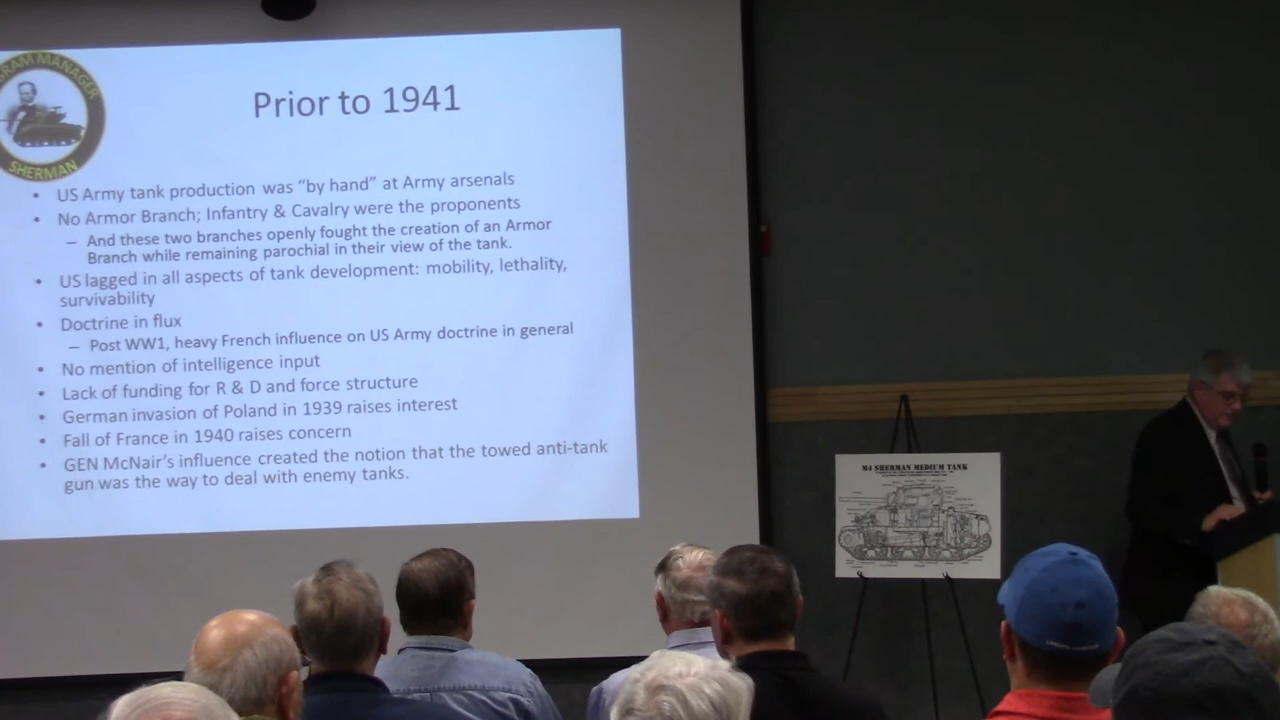 GRAM MANAGER
SHERMAN
Prior to 1941
• US Army tank production was “by hand” at Army arsenals
• No Armor Branch; Infantry & Cavalry were the proponents
– And these two branches openly fought the creation of an Armor
Branch while remaining parochial in their view of the tank.
• US lagged in all aspects of tank development: mobility, lethality,
survivability
• Doctrine in flux
– Post WW1, heavy French influence on US Army doctrine in general
• No mention of intelligence input
• Lack of funding for R & D and force structure
• German invasion of Poland in 1939 raises interest
• Fall of France in 1940 raises concern
• GEN McNair’s influence created the notion that the towed anti-tank
gun was the way to deal with enemy tanks.
M4 SHERMAN MEDIUM TANK